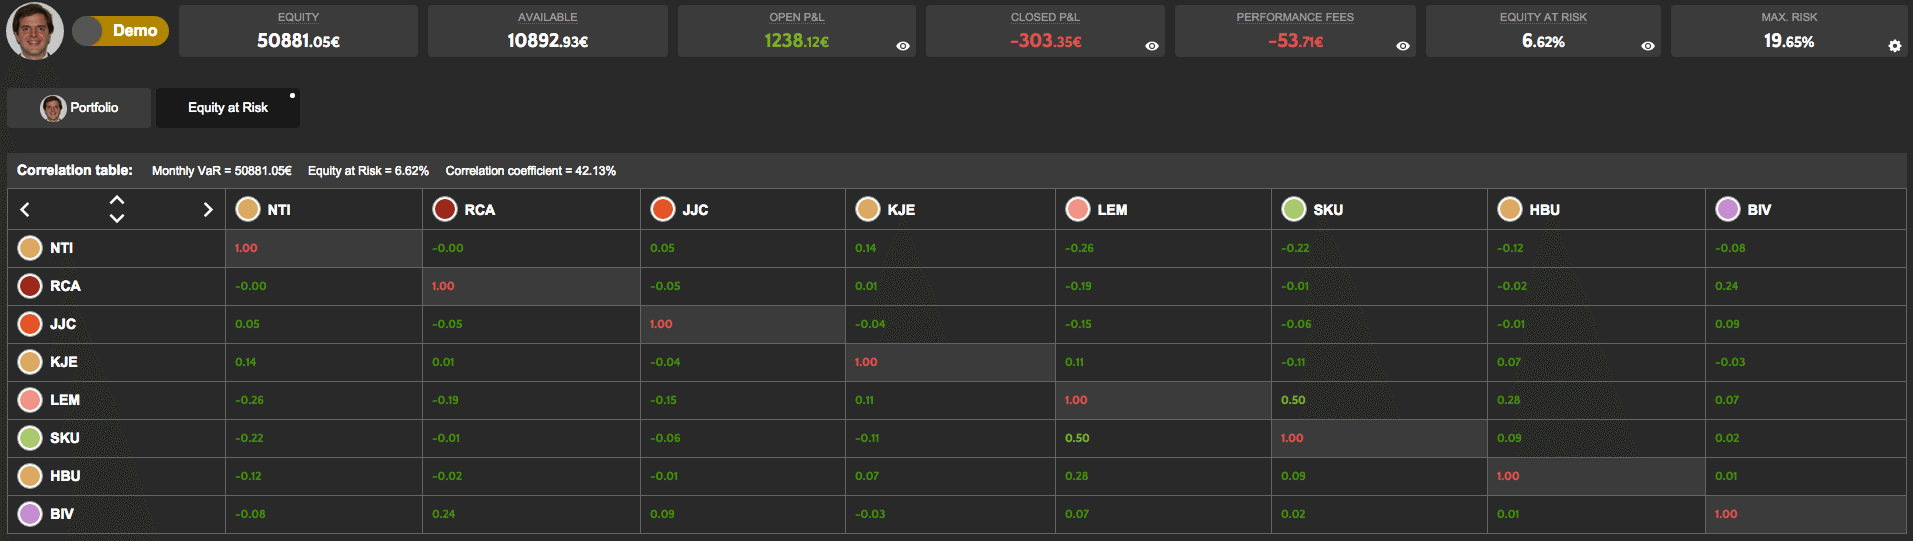 Demo
EQUITY AVAILABLE OPEN P&L CLOSED P&L PERFORMANCE FEES EQUITY AT RISK MAX. RISK
50881.05€ 10892.93€ 1238.12€ -303.35€ -53.71€ 6.62% 19.65%
Portfolio Equity at Risk
Correlation table: Monthly VaR = 50881.05€ Equity at Risk = 6.62% Correlation coefficient = 42.13%
NTI RCA JJC KJE LEM SKU HBU BIV
NTI 1.00 -0.00 0.05 0.14 -0.26 -0.22 -0.12 -0.08
RCA -0.00 1.00 -0.05 0.01 -0.19 -0.01 -0.02 0.24
JJC 0.05 -0.05 1.00 -0.04 -0.15 -0.06 -0.01 0.09
KJE 0.14 0.01 -0.04 1.00 0.11 -0.11 0.07 -0.03
LEM -0.26 -0.19 -0.15 0.11 1.00 0.50 0.28 0.07
SKU -0.22 -0.01 -0.06 -0.11 0.50 1.00 0.09 0.02
HBU -0.12 -0.02 -0.01 0.07 0.28 0.09 1.00 0.01
BIV -0.08 0.24 0.09 -0.03 0.07 0.02 0.01 1.00